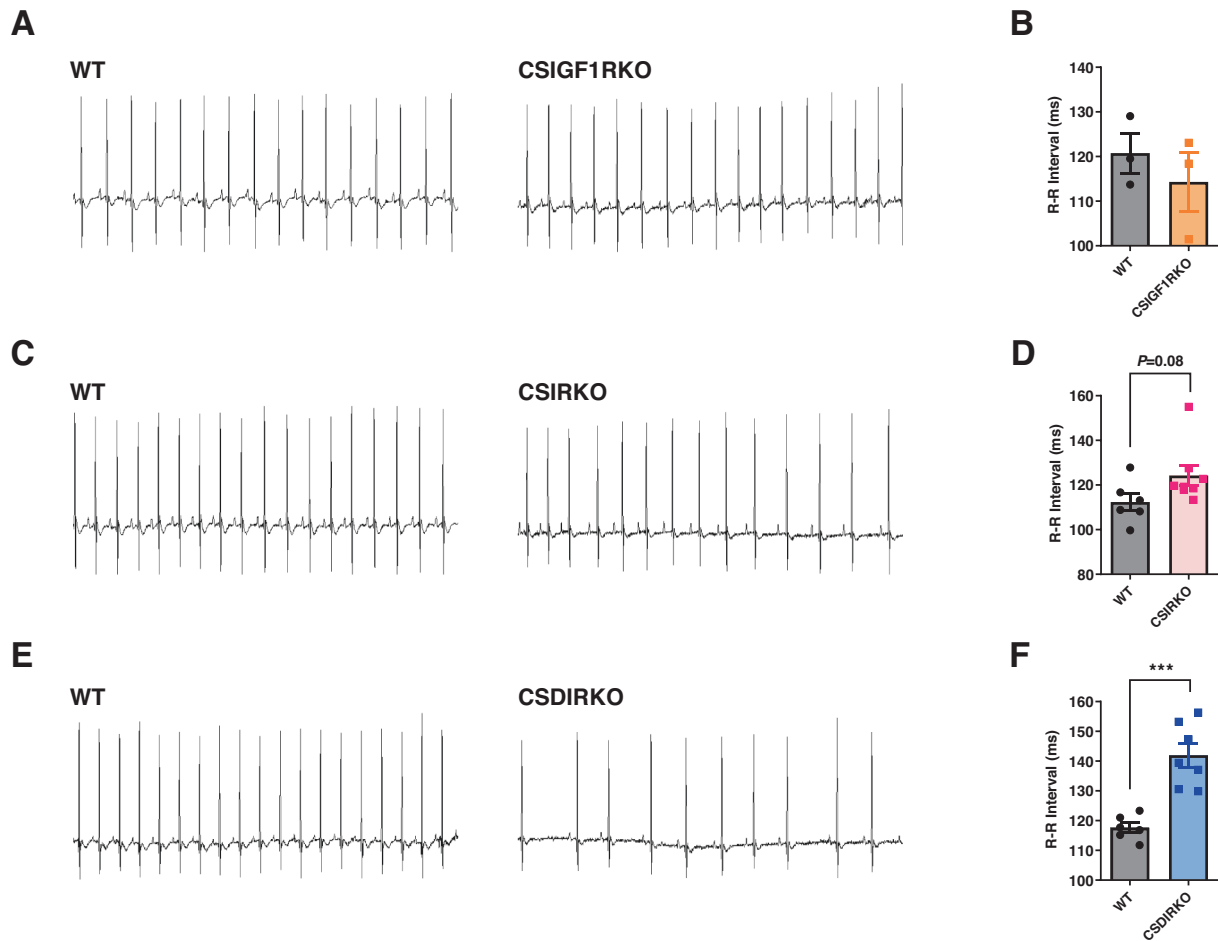 A
WT
CSIGF1RKO
B
140
130
120
110
100
R-R Interval (ms)
WT
CSIGF1RKO
C
WT
CSIRKO
D
P=0.08
160
140
120
100
80
R-R Interval (ms)
WT
CSIRKO
E
WT
CSDIRKO
F
***
160
150
140
130
120
110
100
R-R Interval (ms)
WT
CSDIRKO